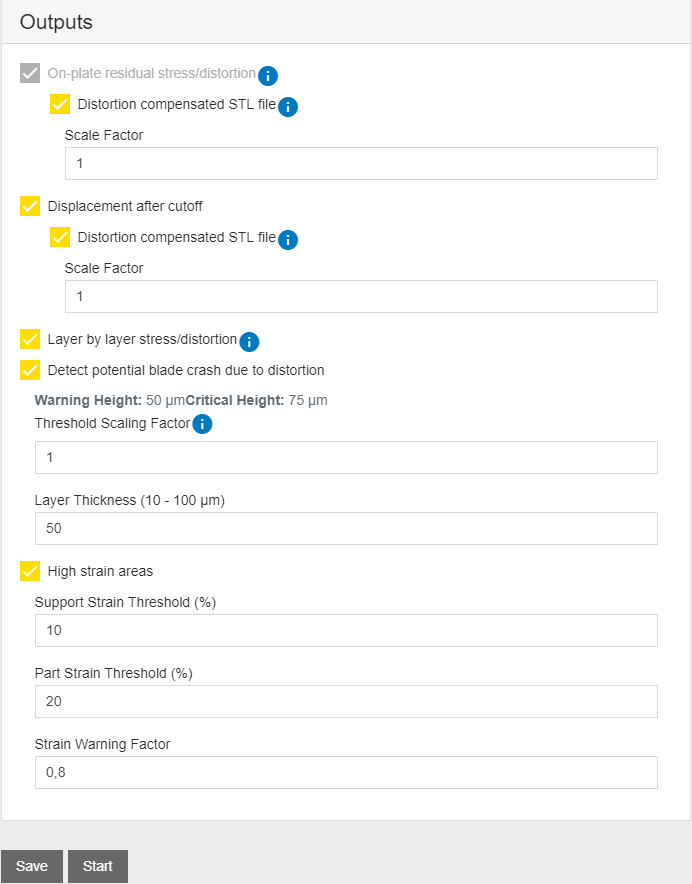 Outputs
On-plate residual stress/distortion
Distortion compensated STL file
Scale Factor
1
Displacement after cutoff
Distortion compensated STL file
Scale Factor
1
Layer by layer stress/distortion
Detect potential blade crash due to distortion
Warning Height: 50 μmCritical Height: 75 μm
Threshold Scaling Factor
1
Layer Thickness (10 - 100 μm)
50
High strain areas
Support Strain Threshold (%)
10
Part Strain Threshold (%)
20
Strain Warning Factor
0,8
Save Start